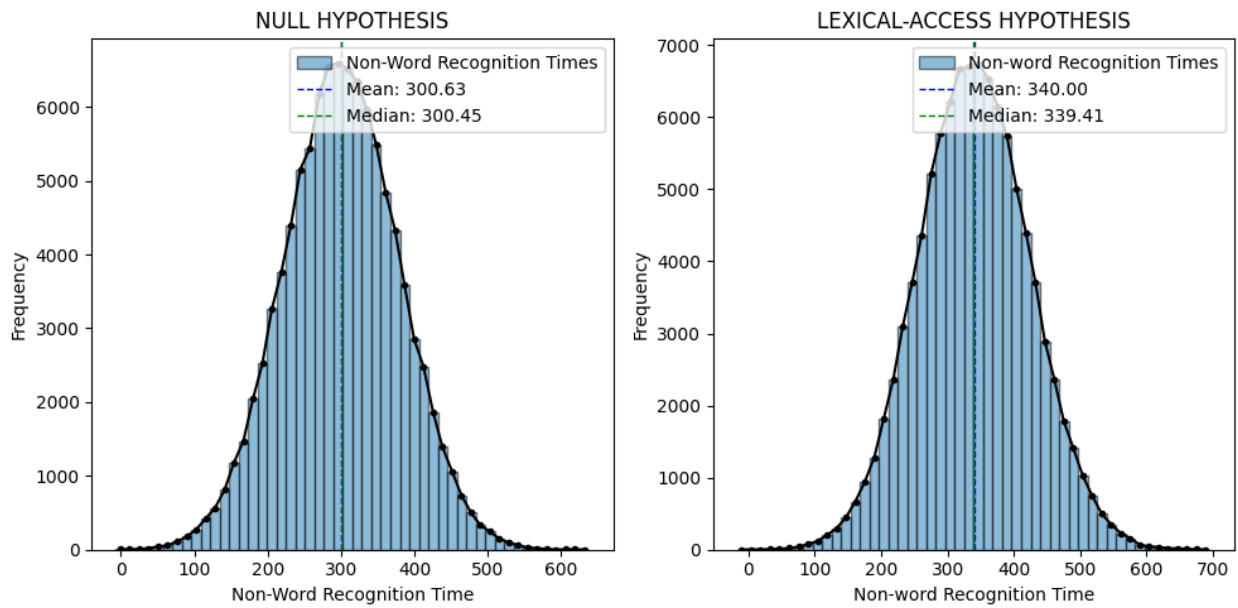 NULL HYPOTHESIS
Non-Word Recognition Times
Mean: 300.63
Median: 300.45
Frequency
6000
5000
4000
3000
2000
1000
0
0 100 200 300 400 500 600
Non-Word Recognition Time
LEXICAL-ACCESS HYPOTHESIS
Non-word Recognition Times
Mean: 340.00
Median: 339.41
Frequency
7000
6000
5000
4000
3000
2000
1000
0
0 100 200 300 400 500 600 700
Non-word Recognition Time